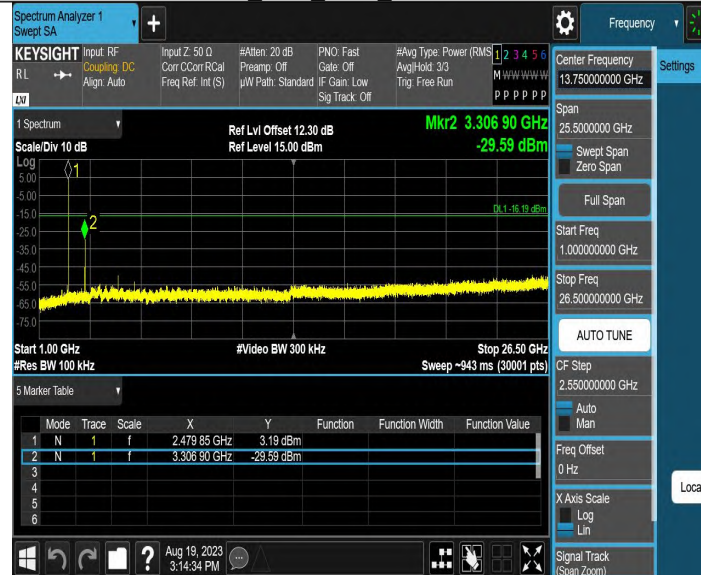 Spectrum Analyzer 1
Swept SA
+
Frequency
KEYSIGHT
RL
LXI
Input: RF
Coupling: DC
Align: Auto
Input Z: 50 Ω
Corr CCorr RCal
Freq Ref: Int (S)
#Atten: 20 dB
Preamp: Off
µW Path: Standard
PNO: Fast
Gate: Off
IF Gain: Low
Sig Track: Off
#Avg Type: Power (RMS
Avg|Hold: 3/3
Trig: Free Run
1 2 3 4 5 6
M W W W W W
P P P P P P
1 Spectrum
Scale/Div 10 dB
Ref Lvl Offset 12.30 dB
Ref Level 15.00 dBm
Mkr2 3.306 90 GHz
-29.59 dBm
Log
5.00
-5.00
-15.0
-25.0
-35.0
-45.0
-55.0
-65.0
-75.0
1
2
DL1 -16.19 dBm
Start 1.00 GHz
#Res BW 100 kHz
#Video BW 300 kHz
Stop 26.50 GHz
Sweep ~943 ms (30001 pts)
5 Marker Table
Mode Trace Scale X Y Function Function Width Function Value
1 N 1 f 2.479 85 GHz 3.19 dBm
2 N 1 f 3.306 90 GHz -29.59 dBm
3
4
5
6
Aug 19, 2023
3:14:34 PM
?
Center Frequency
13.750000000 GHz
Span
25.5000000 GHz
Swept Span
Zero Span
Full Span
Start Freq
1.000000000 GHz
Stop Freq
26.500000000 GHz
AUTO TUNE
CF Step
2.550000000 GHz
Auto
Man
Freq Offset
0 Hz
X Axis Scale
Log
Lin
Signal Track
(Span Zoom)
Settings
Loca